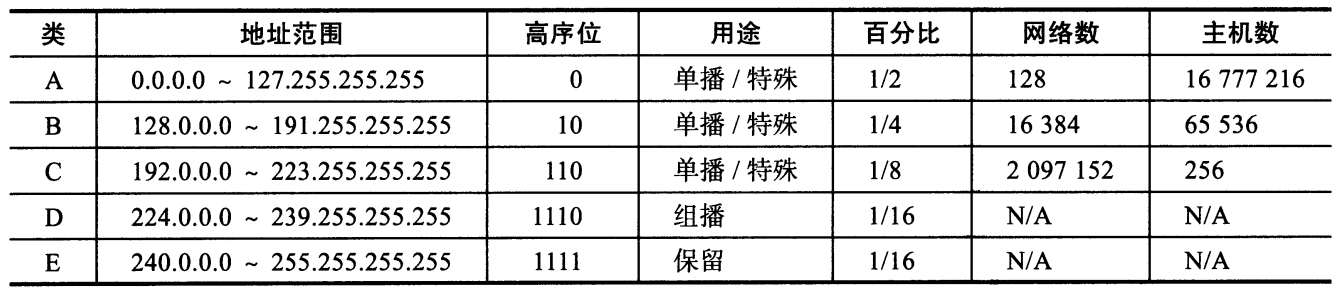 类 地址范围 高序位 用途 百分比 网络数 主机数
A 0.0.0.0 ~ 127.255.255.255 0 单播 / 特殊 1/2 128 16 777 216
B 128.0.0.0 ~ 191.255.255.255 10 单播 / 特殊 1/4 16 384 65 536
C 192.0.0.0 ~ 223.255.255.255 110 单播 / 特殊 1/8 2 097 152 256
D 224.0.0.0 ~ 239.255.255.255 1110 组播 1/16 N/A N/A
E 240.0.0.0 ~ 255.255.255.255 1111 保留 1/16 N/A N/A